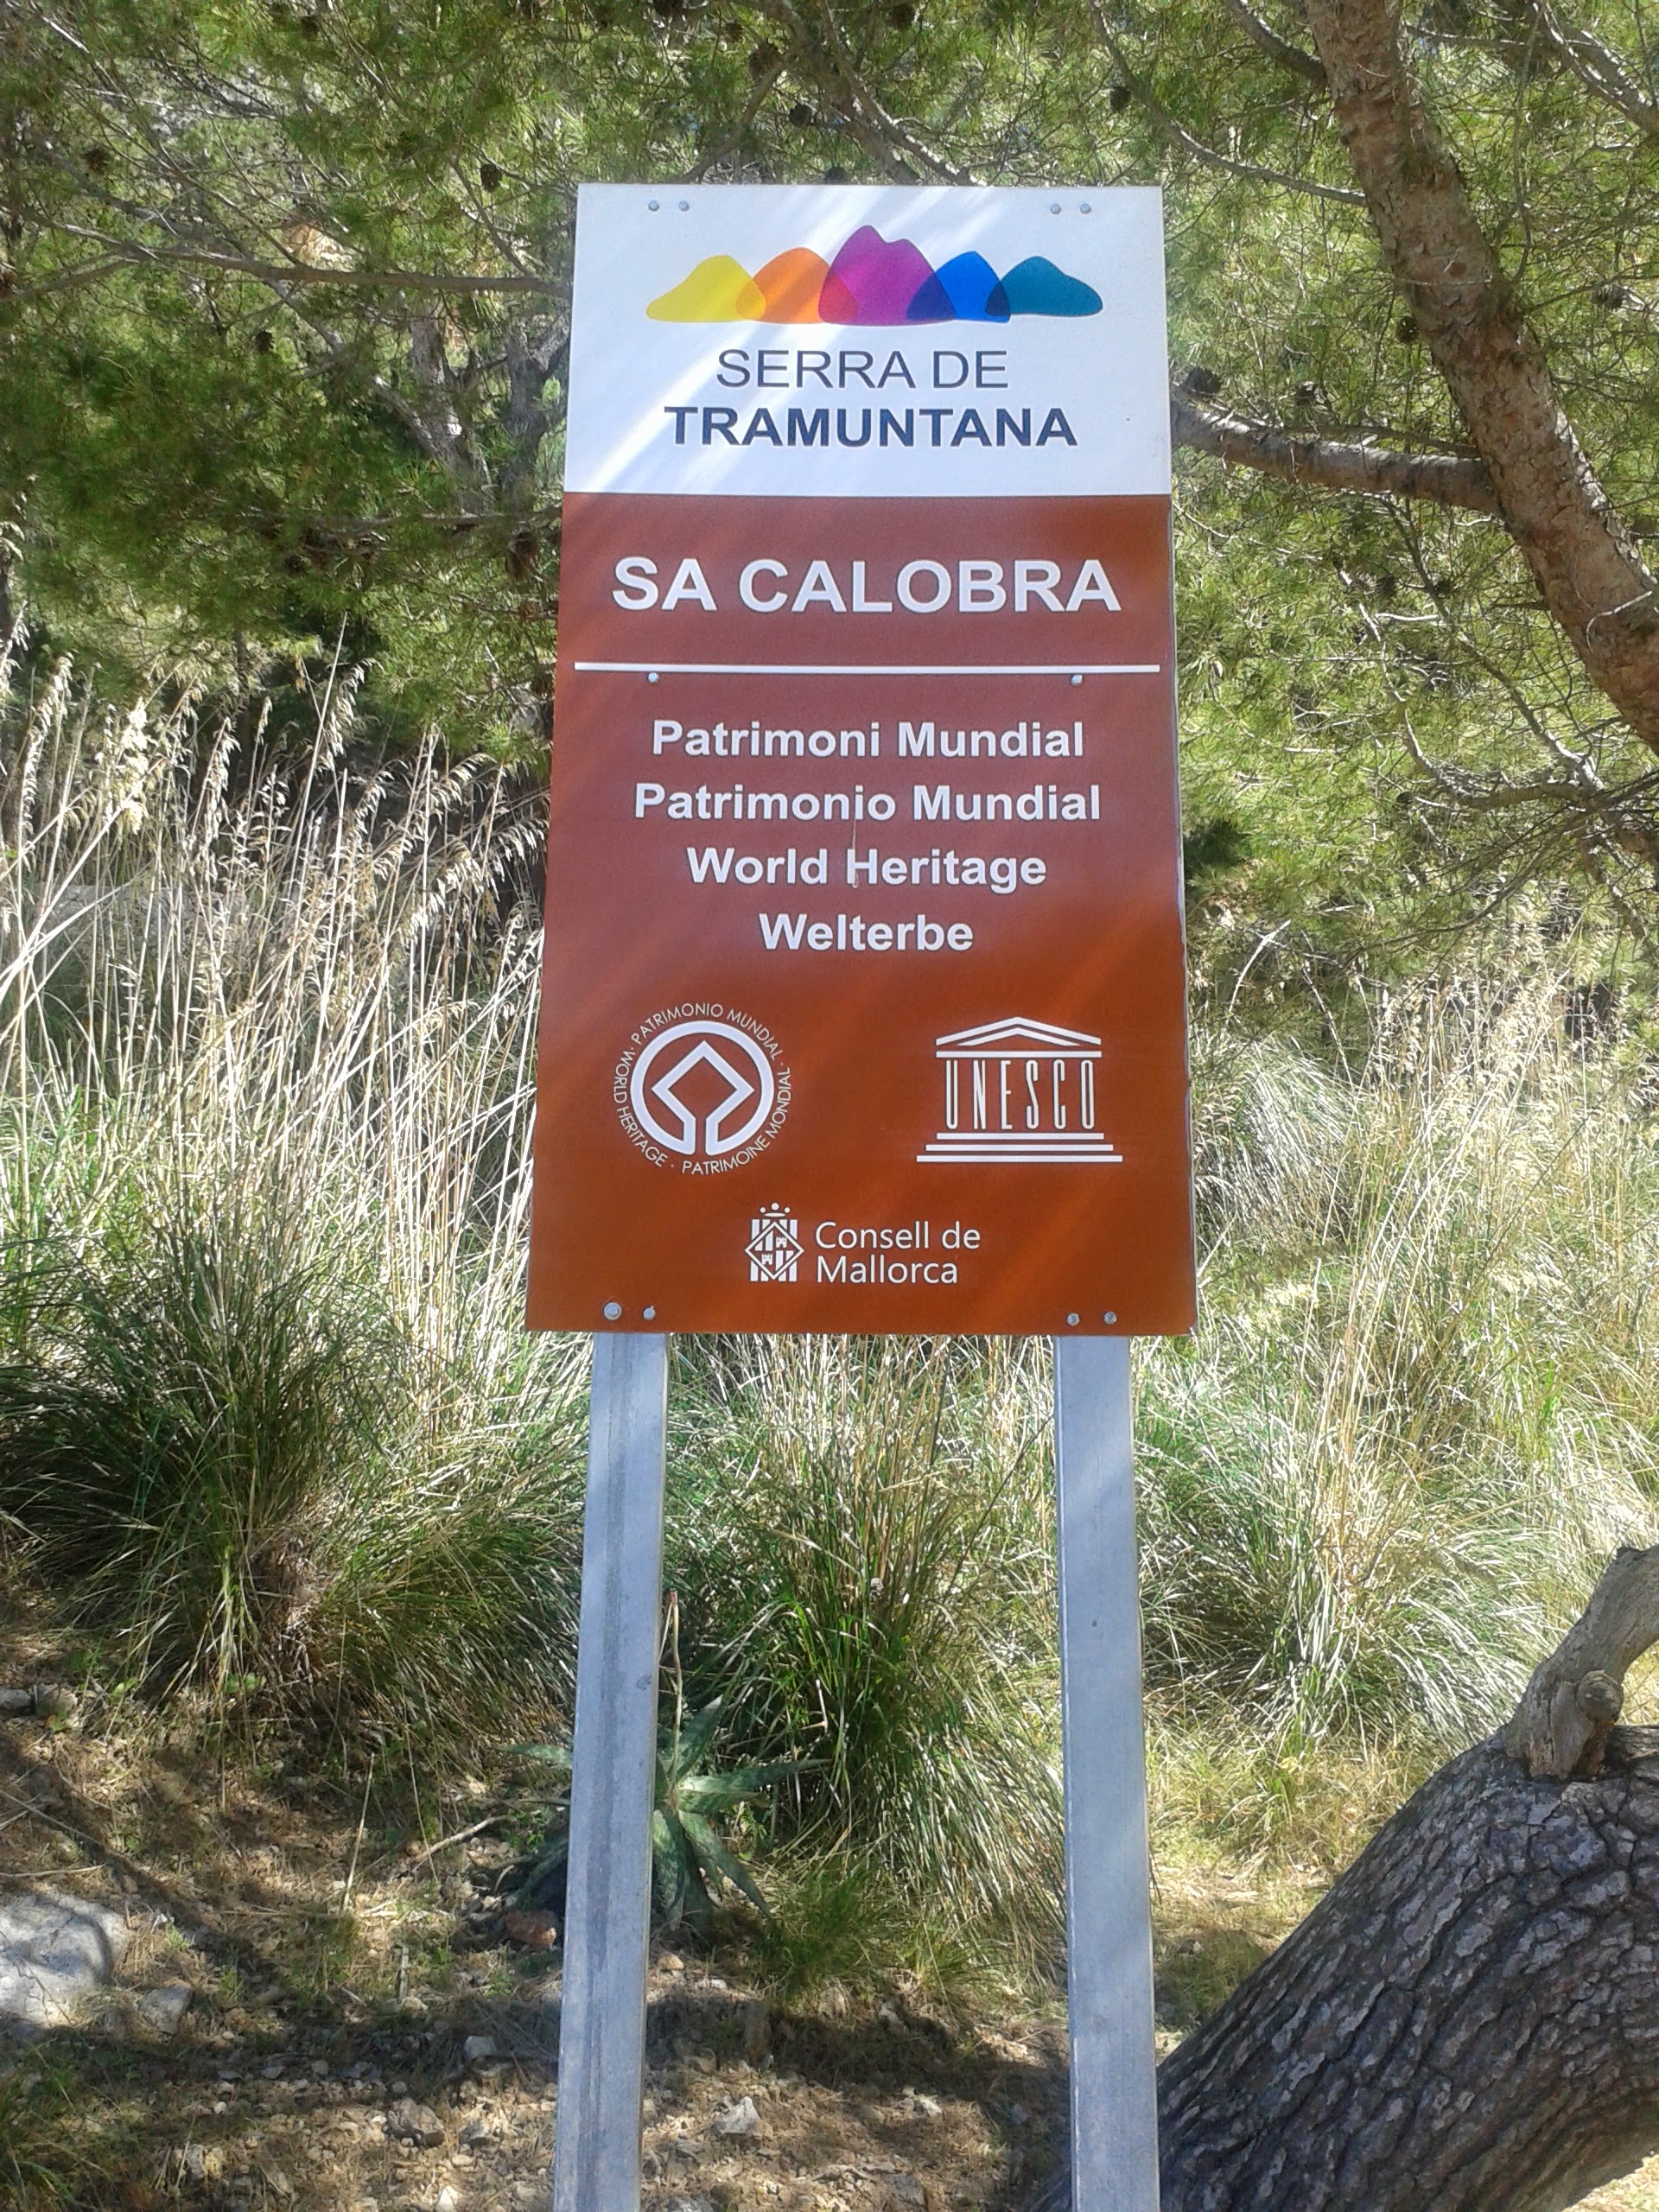 SERRA DE
TRAMUNTANA
SA CALOBRA
Patrimoni Mundial
Patrimonio Mundial
World Heritage
Welterbe
WORLD HERITAGE · PATRIMONIO MUNDIAL · PATRIMOINE MONDIAL ·
UNESCO
Consell de
Mallorca